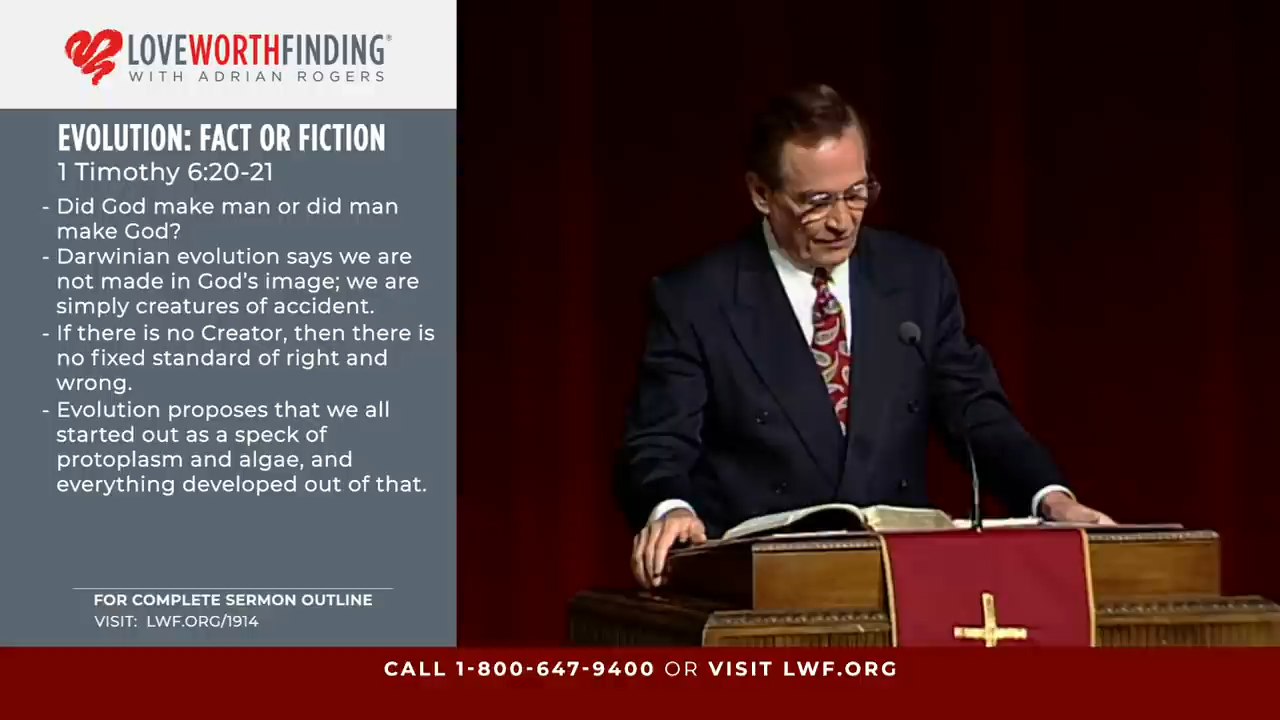 LOVEWORTHFINDING®
WITH ADRIAN ROGERS
EVOLUTION: FACT OR FICTION
1 Timothy 6:20-21
- Did God make man or did man
make God?
- Darwinian evolution says we are
not made in God's image; we are
simply creatures of accident.
- If there is no Creator, then there is
no fixed standard of right and
wrong.
- Evolution proposes that we all
started out as a speck of
protoplasm and algae, and
everything developed out of that.
FOR COMPLETE SERMON OUTLINE
VISIT: LWF.ORG/1914
CALL 1-800-647-9400 OR VISIT LWF.ORG